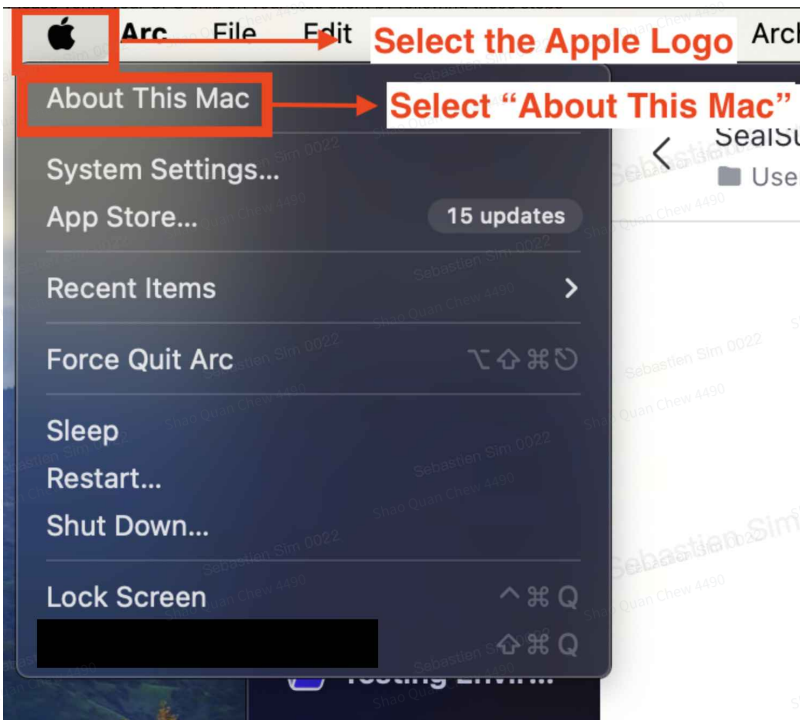 Arc File Edit Select the Apple Logo Arch
About This Mac Select “About This Mac”
SealSu
System Settings...
Use
App Store... 15 updates
Recent Items
Force Quit Arc ⌥⇧⌘⎋
Sleep
Restart...
Shut Down...
Lock Screen ^⌘Q
⇧⌘Q
Testing Envir...
Sebastien Sim 0022
Shao Quan Chew 4490